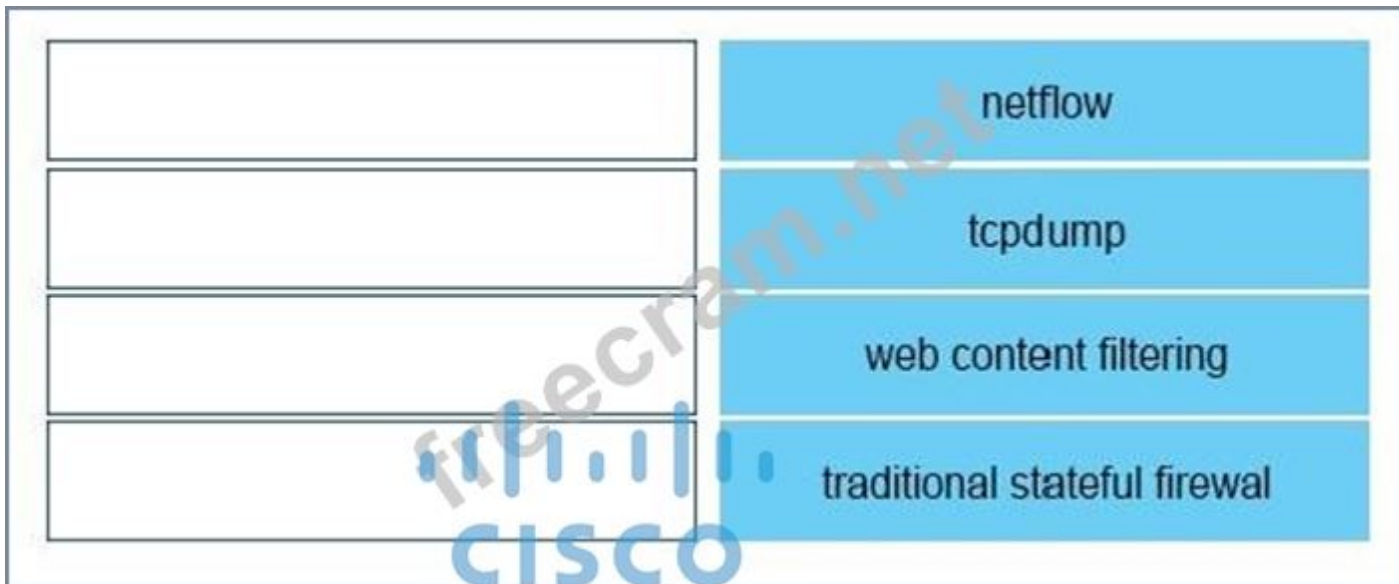 netflow
tcpdump
web content filtering
traditional stateful firewal
freecram.net
CISCO